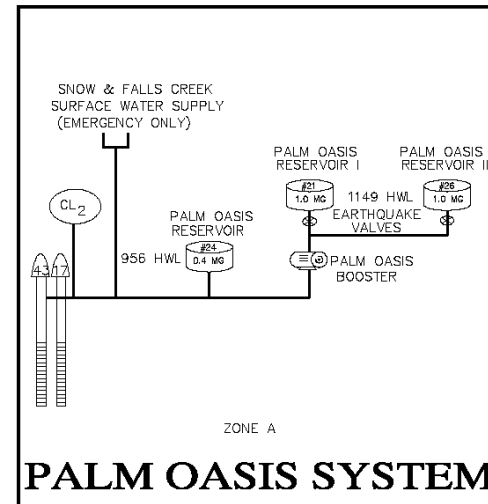 SNOW & FALLS CREEK
SURFACE WATER SUPPLY
(EMERGENCY ONLY)
PALM OASIS
RESERVOIR I
PALM OASIS
RESERVOIR II
#21
1.0 MG
1149 HWL
#26
1.0 MG
EARTHQUAKE
VALVES
CL2
PALM OASIS
RESERVOIR
956 HWL
#24
0.4 MG
PALM OASIS
BOOSTER
43
17
ZONE A
PALM OASIS SYSTEM